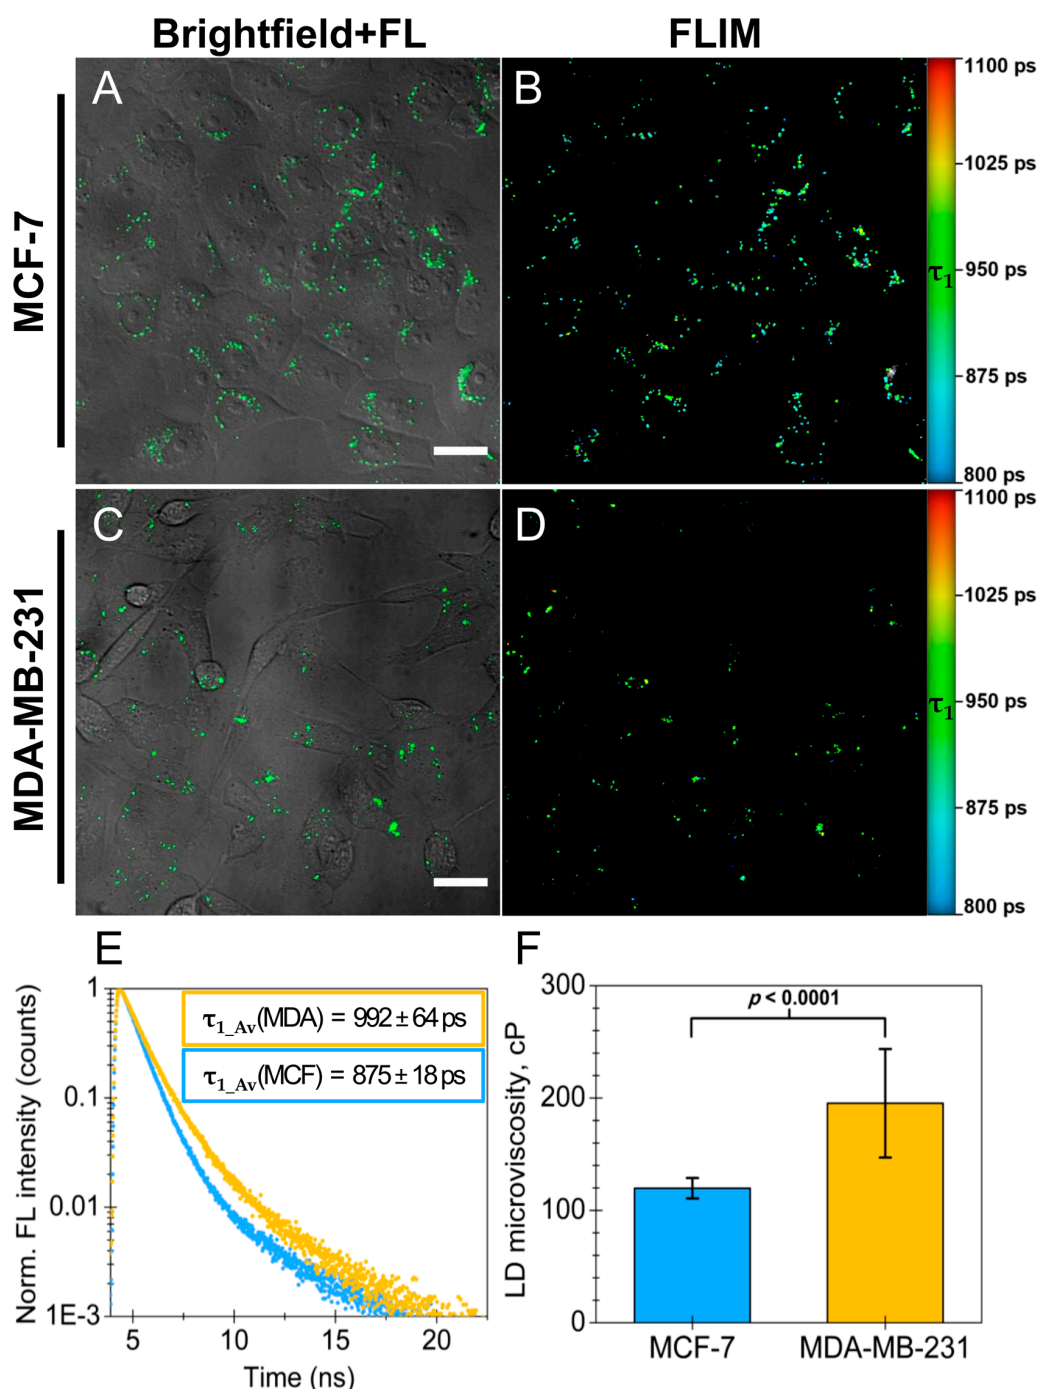 Brightfield+FL
FLIM
MCF-7
A
B
1100 ps
1025 ps
τ1
950 ps
875 ps
800 ps
MDA-MB-231
C
D
1100 ps
1025 ps
τ1
950 ps
875 ps
800 ps
E
Norm. FL intensity (counts)
1
0.1
0.01
1E-3
τ1_Av(MDA) = 992 ± 64 ps
τ1_Av(MCF) = 875 ± 18 ps
5
10
15
20
Time (ns)
F
LD microviscosity, cP
300
200
100
0
p < 0.0001
MCF-7
MDA-MB-231